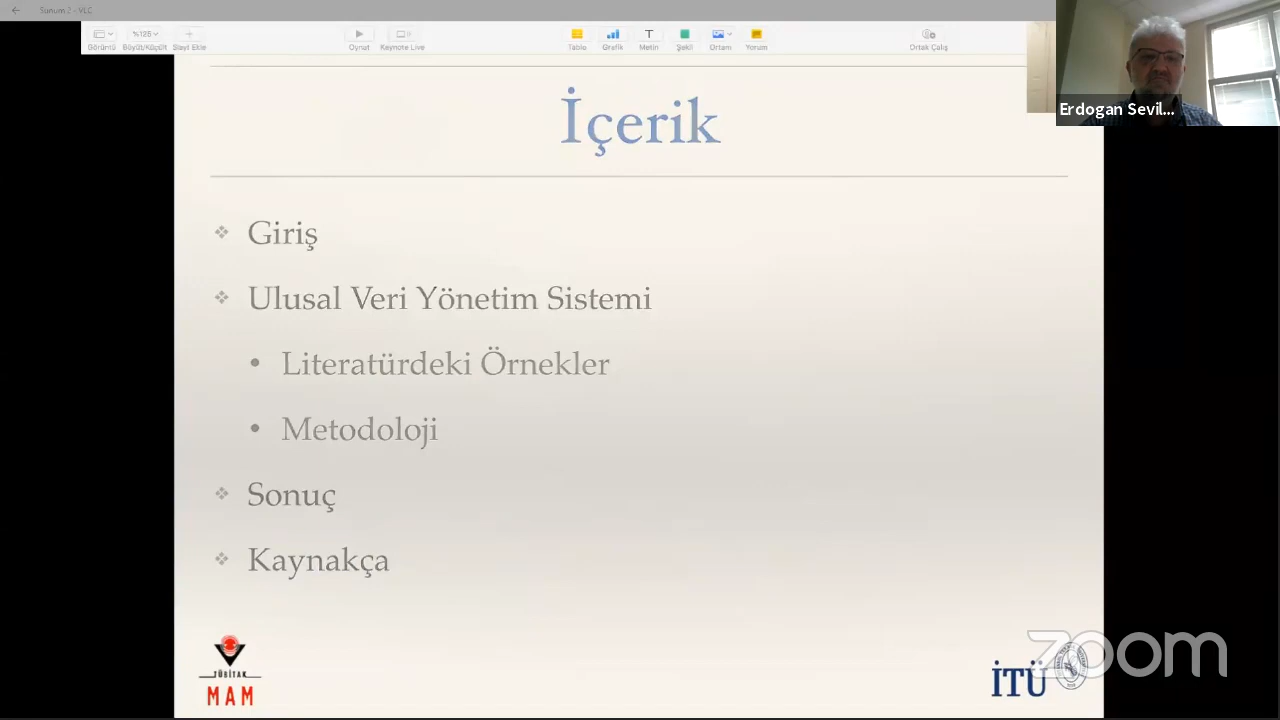 Sunum 2 - VLC
%125
Görüntü Büyüt/Küçült Slayt Ekle Oynat Keynote Live Tablo Grafik Metin Şekil Ortam Yorum Ortak Çalış
Erdogan Sevil...
İçerik
Giriş
Ulusal Veri Yönetim Sistemi
Literatürdeki Örnekler
Metodoloji
Sonuç
Kaynakça
TÜBİTAK
MAM
İTÜ
zoom